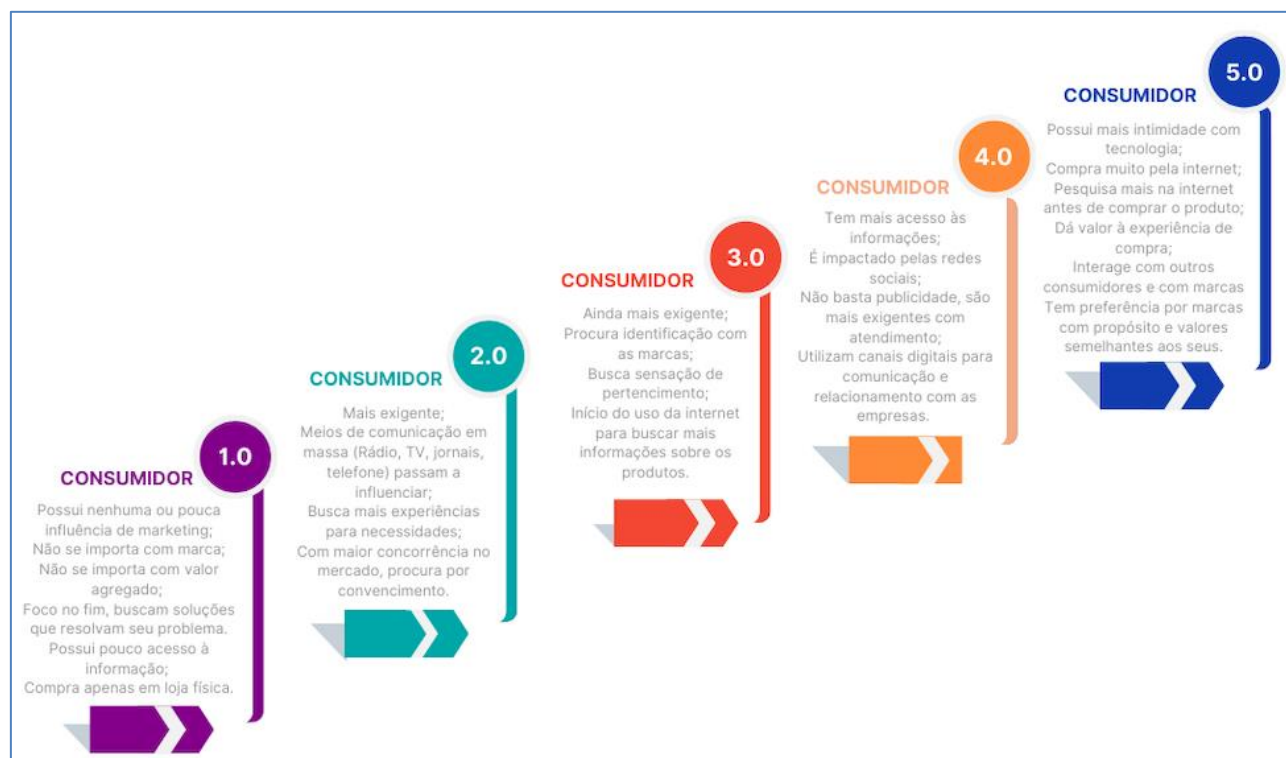 1.0
CONSUMIDOR
Possui nenhuma ou pouca
influência de marketing;
Não se importa com marca;
Não se importa com valor
agregado;
Foco no fim, buscam soluções
que resolvam seu problema.
Possui pouco acesso à
informação;
Compra apenas em loja física.
2.0
CONSUMIDOR
Mais exigente;
Meios de comunicação em
massa (Rádio, TV, jornais,
telefone) passam a
influenciar;
Busca mais experiências
para necessidades;
Com maior concorrência no
mercado, procura por
convencimento.
3.0
CONSUMIDOR
Ainda mais exigente;
Procura identificação com
as marcas;
Busca sensação de
pertencimento;
Início do uso da internet
para buscar mais
informações sobre os
produtos.
4.0
CONSUMIDOR
Tem mais acesso às
informações;
É impactado pelas redes
sociais;
Não basta publicidade, são
mais exigentes com
atendimento;
Utilizam canais digitais para
comunicação e
relacionamento com as
empresas.
5.0
CONSUMIDOR
Possui mais intimidade com
tecnologia;
Compra muito pela internet;
Pesquisa mais na internet
antes de comprar o produto;
Dá valor à experiência de
compra;
Interage com outros
consumidores e com marcas
Tem preferência por marcas
com propósito e valores
semelhantes aos seus.